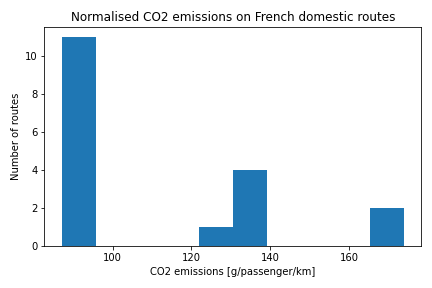 Normalised CO2 emissions on French domestic routes
Number of routes
10
8
6
4
2
0
100 120 140 160
CO2 emissions [g/passenger/km]